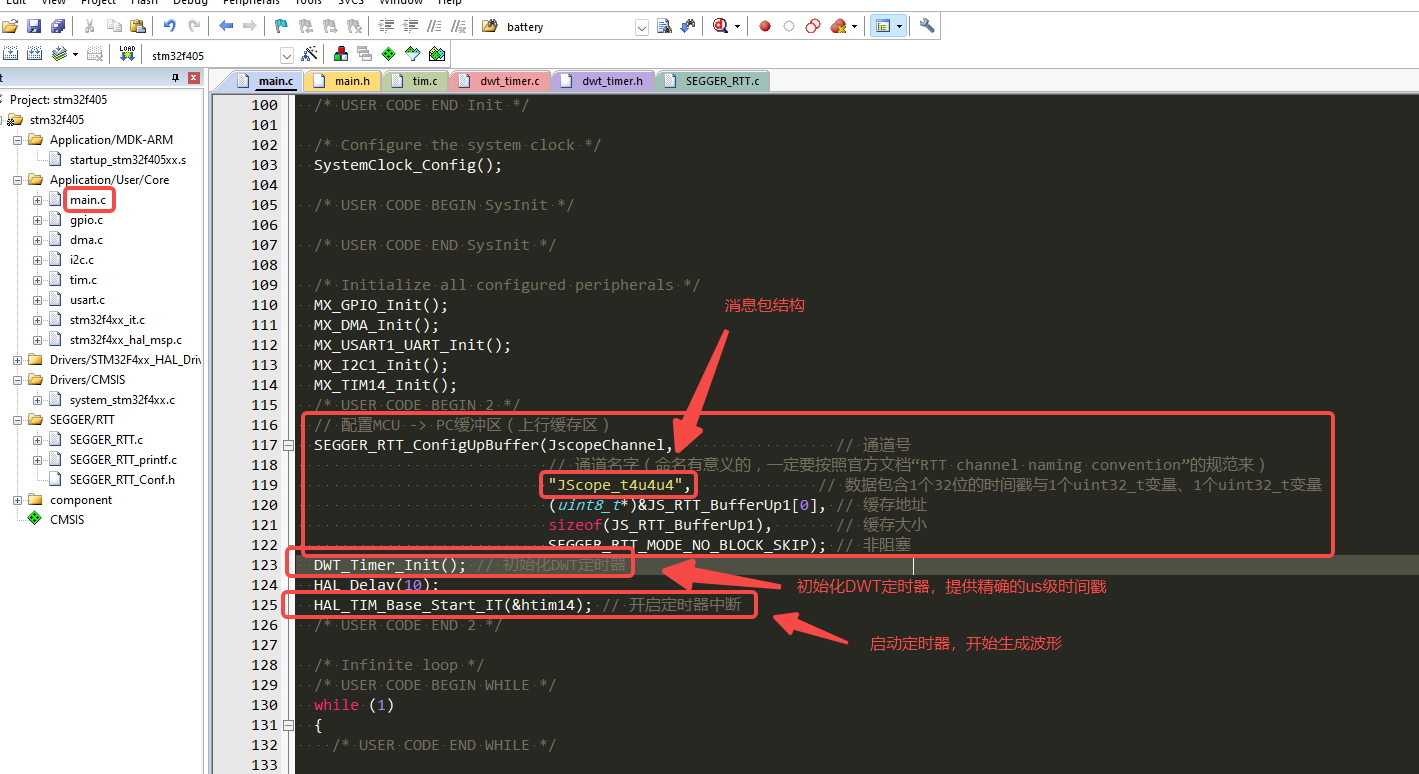 Edit View Project Flash Debug Peripherals Tools SVCS Window Help
battery
LOAD stm32f405
main.c main.h tim.c dwt_timer.c dwt_timer.h SEGGER_RTT.c
Project: stm32f405
stm32f405
Application/MDK-ARM
startup_stm32f405xx.s
Application/User/Core
main.c
gpio.c
dma.c
i2c.c
tim.c
usart.c
stm32f4xx_it.c
stm32f4xx_hal_msp.c
Drivers/STM32F4xx_HAL_Driv
Drivers/CMSIS
system_stm32f4xx.c
SEGGER/RTT
SEGGER_RTT.c
SEGGER_RTT_printf.c
SEGGER_RTT_Conf.h
component
CMSIS
100 /* USER CODE END Init */
101
102 /* Configure the system clock */
103 SystemClock_Config();
104
105 /* USER CODE BEGIN SysInit */
106
107 /* USER CODE END SysInit */
108
109 /* Initialize all configured peripherals */
110 MX_GPIO_Init();
消息包结构
111 MX_DMA_Init();
112 MX_USART1_UART_Init();
113 MX_I2C1_Init();
114 MX_TIM14_Init();
115 /* USER CODE BEGIN 2 */
116 // 配置MCU -> PC缓冲区（上行缓存区）
117 SEGGER_RTT_ConfigUpBuffer(JscopeChannel, // 通道号
118 // 通道名字（命名有意义的，一定要按照官方文档“RTT channel naming convention”的规范来）
119 "JScope_t4u4u4", // 数据包含1个32位的时间戳与1个uint32_t变量、1个uint32_t变量
120 (uint8_t*)&JS_RTT_BufferUp1[0], // 缓存地址
121 sizeof(JS_RTT_BufferUp1), // 缓存大小
122 SEGGER_RTT_MODE_NO_BLOCK_SKIP); // 非阻塞
123 DWT_Timer_Init(); // 初始化DWT定时器
124 HAL_Delay(10);
初始化DWT定时器，提供精确的us级时间戳
125 HAL_TIM_Base_Start_IT(&htim14); // 开启定时器中断
126 /* USER CODE END 2 */
127
启动定时器，开始生成波形
128 /* Infinite loop */
129 /* USER CODE BEGIN WHILE */
130 while (1)
131 {
132 /* USER CODE END WHILE */
133